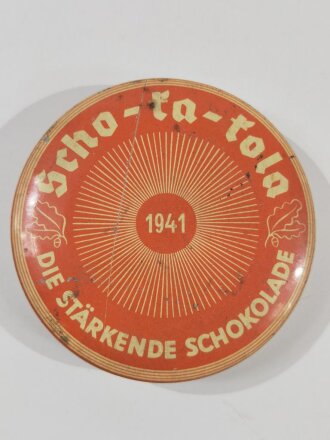 Scho-ka-kola
1941
DIE STÄRKENDE SCHOKOLADE